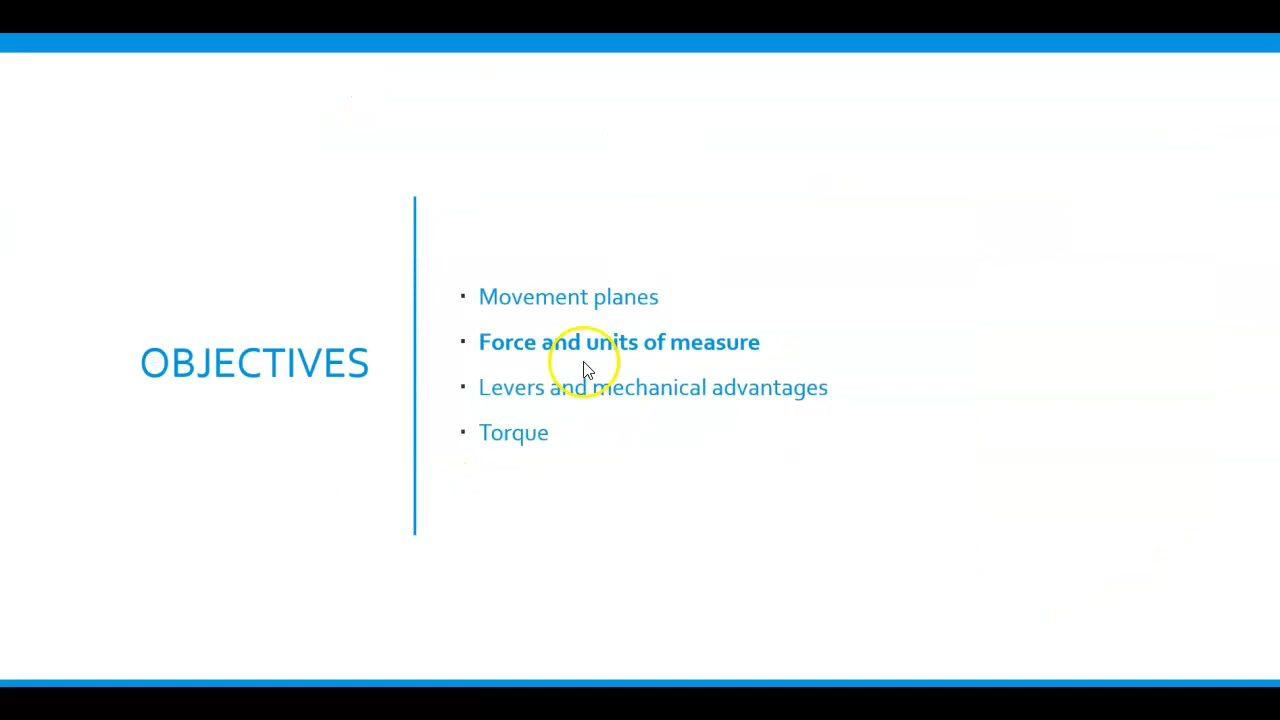 OBJECTIVES
· Movement planes
· Force and units of measure
· Levers and mechanical advantages
· Torque